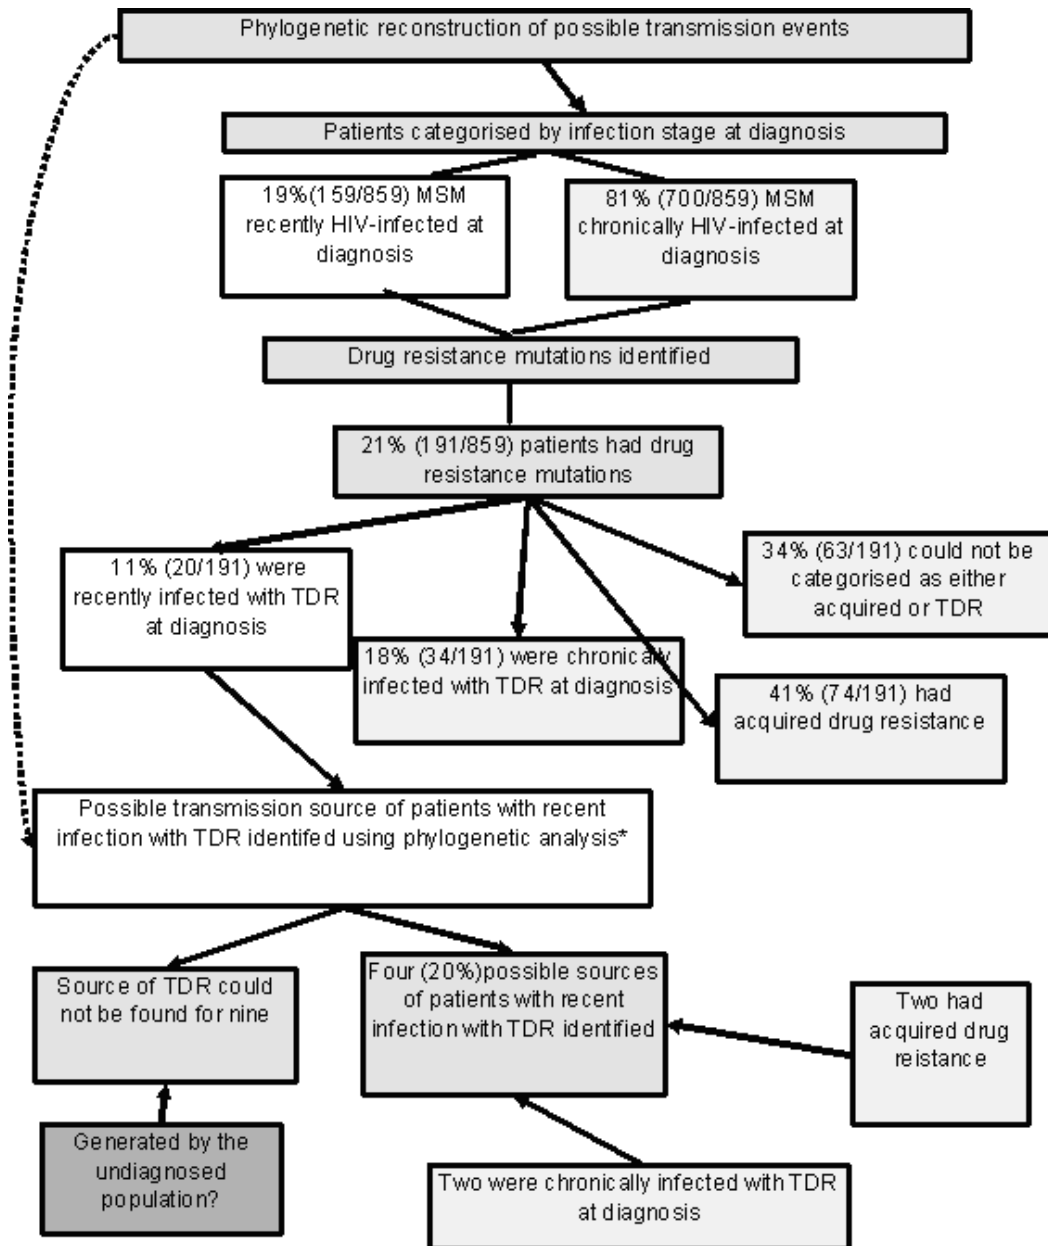 Phylogenetic reconstruction of possible transmission events
Patients categorised by infection stage at diagnosis
19%(159/859) MSM
recently HIV-infected at
diagnosis
81% (700/859) MSM
chronically HIV-infected at
diagnosis
Drug resistance mutations identified
21% (191/859) patients had drug
resistance mutations
11% (20/191) were
recently infected with TDR
at diagnosis
34% (63/191) could not be
categorised as either
acquired or TDR
18% (34/191) were chronically
infected with TDR at diagnosis
41% (74/191) had
acquired drug resistance
Possible transmission source of patients with recent
infection with TDR identifed using phylogenetic analysis*
Source of TDR could
not be found for nine
Four (20%)possible sources
of patients with recent
infection with TDR identified
Two had
acquired drug
reistance
Generated by the
undiagnosed
population?
Two were chronically infected with TDR
at diagnosis